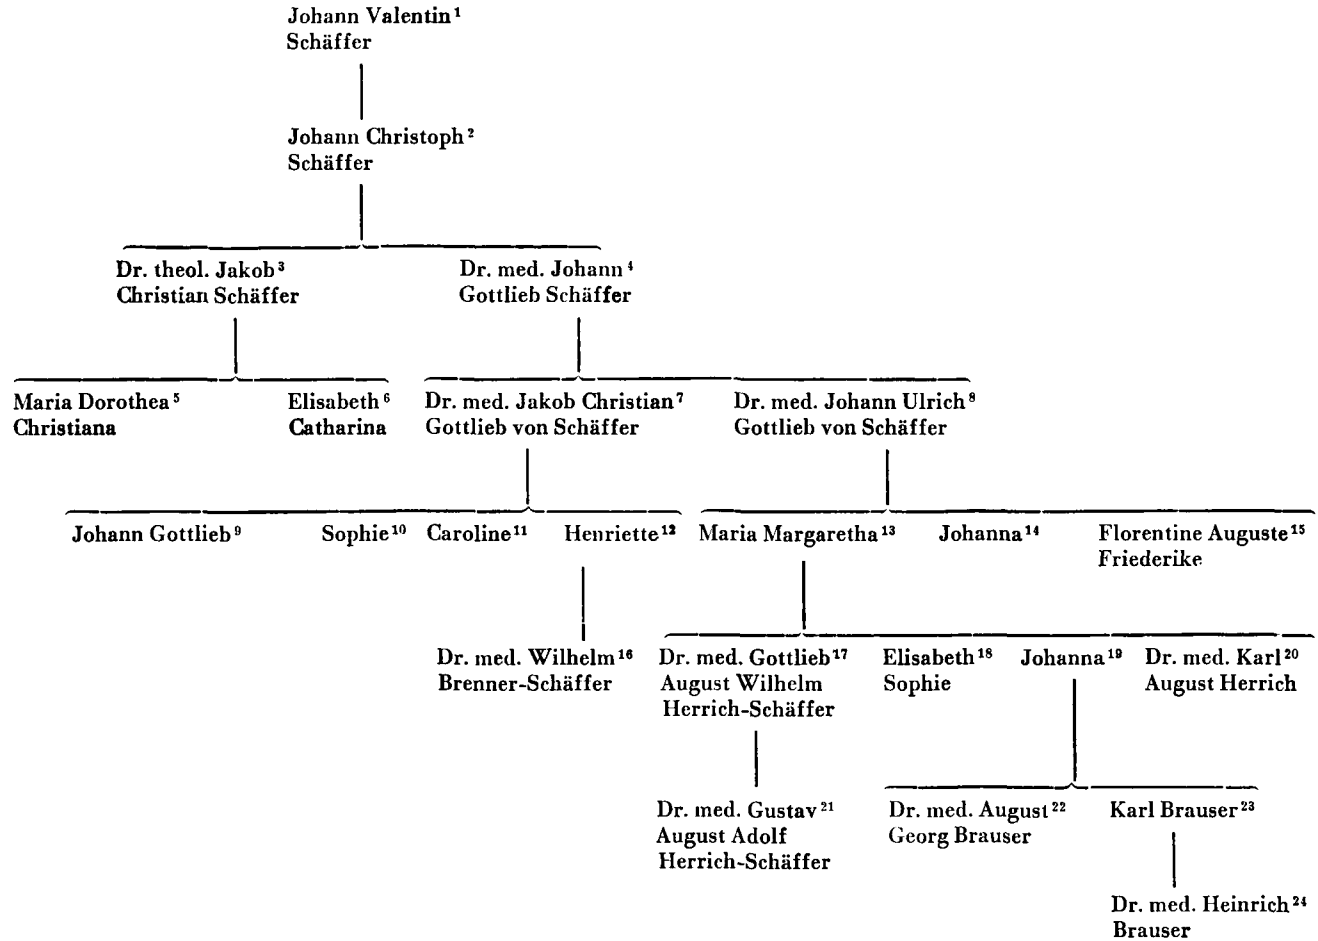 Johann Valentin¹
Schäffer
Johann Christoph²
Schäffer
Dr. theol. Jakob³
Christian Schäffer
Dr. med. Johann⁴
Gottlieb Schäffer
Maria Dorothea⁵
Christiana
Elisabeth⁶
Catharina
Dr. med. Jakob Christian⁷
Gottlieb von Schäffer
Dr. med. Johann Ulrich⁸
Gottlieb von Schäffer
Johann Gottlieb⁹
Sophie¹⁰
Caroline¹¹
Henriette¹²
Maria Margaretha¹³
Johanna¹⁴
Florentine Auguste¹⁵
Friederike
Dr. med. Wilhelm¹⁶
Brenner-Schäffer
Dr. med. Gottlieb¹⁷
August Wilhelm
Herrich-Schäffer
Elisabeth¹⁸
Sophie
Johanna¹⁹
Dr. med. Karl²⁰
August Herrich
Dr. med. Gustav²¹
August Adolf
Herrich-Schäffer
Dr. med. August²²
Georg Brauser
Karl Brauser²³
Dr. med. Heinrich²⁴
Brauser